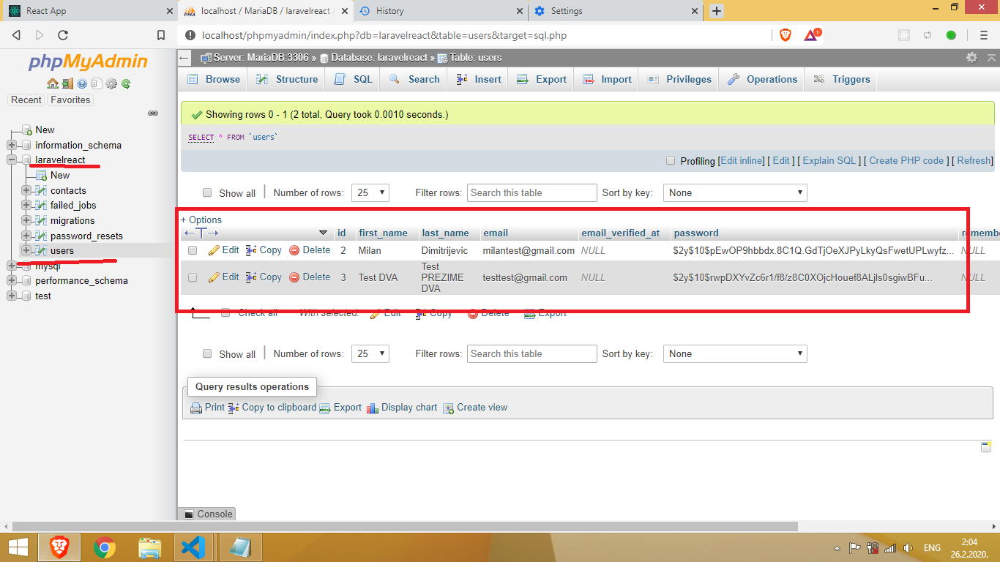 React App
localhost / MariaDB / laravelreact /
History
Settings
localhost/phpmyadmin/index.php?db=laravelreact&table=users&target=sql.php
1
phpMyAdmin
Recent Favorites
New
information_schema
laravelreact
New
contacts
failed_jobs
migrations
password_resets
users
mysql
performance_schema
test
Server: MariaDB:3306 » Database: laravelreact » Table: users
Browse Structure SQL Search Insert Export Import Privileges Operations Triggers
Showing rows 0 - 1 (2 total, Query took 0.0010 seconds.)
SELECT * FROM `users`
Profiling [Edit inline] [ Edit ] [ Explain SQL ] [ Create PHP code ] [ Refresh]
Show all | Number of rows: 25 Filter rows: Search this table Sort by key: None
+ Options
←T→ id first_name last_name email email_verified_at password remembe
Edit Copy Delete 2 Milan Dimitrijevic milantest@gmail.com NULL $2y$10$pEwOP9hbbdx.8C1Q.GdTjOeXJPyLkyQsFwetUPLwyfz... NULL
Edit Copy Delete 3 Test DVA Test PREZIME DVA testtest@gmail.com NULL $2y$10$rwpDXYvZc6r1/f8/z8C0XOjcHouef8ALjls0sgiwBFu... NULL
Check all With selected: Edit Copy Delete Export
Show all | Number of rows: 25 Filter rows: Search this table Sort by key: None
Query results operations
Print Copy to clipboard Export Display chart Create view
Console
ENG
2:04
26.2.2020.